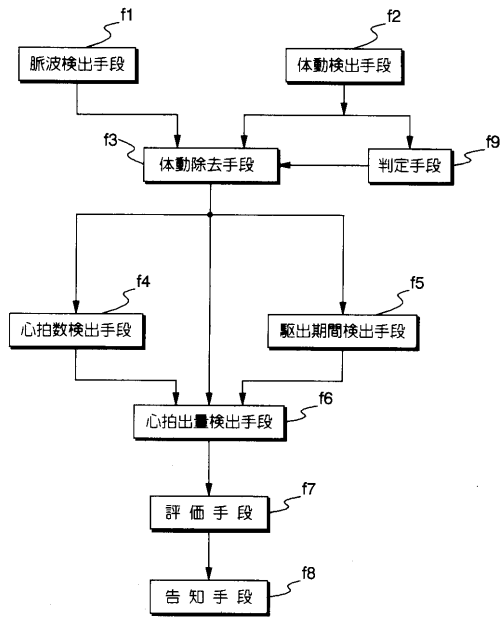 f1
f2
脈波検出手段
体動検出手段
f3
f9
体動除去手段
判定手段
f4
f5
心拍数検出手段
駆出期間検出手段
f6
心拍出量検出手段
f7
評価手段
f8
告知手段